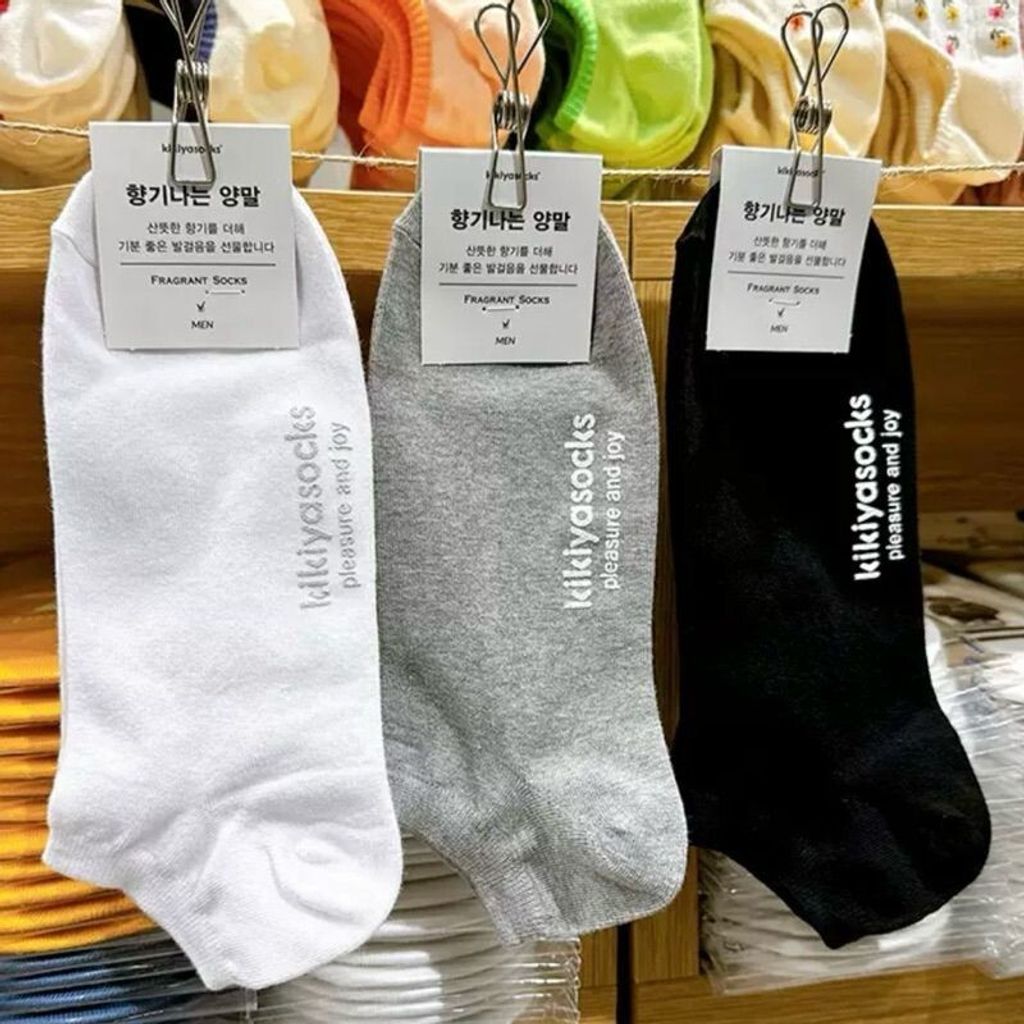 kikiyasocks
향기나는 양말
산뜻한 향기를 더해
기분 좋은 발걸음을 선물합니다
FRAGRANT SOCKS
MEN
kikiyasocks
pleasure and joy
kikiyasocks
향기나는 양말
산뜻한 향기를 더해
기분 좋은 발걸음을 선물합니다
FRAGRANT SOCKS
MEN
kikiyasocks
pleasure and joy
향기나는 양말
산뜻한 향기를 더해
기분 좋은 발걸음을 선물합니다
FRAGRANT SOCKS
MEN
kikiyasocks
pleasure and joy